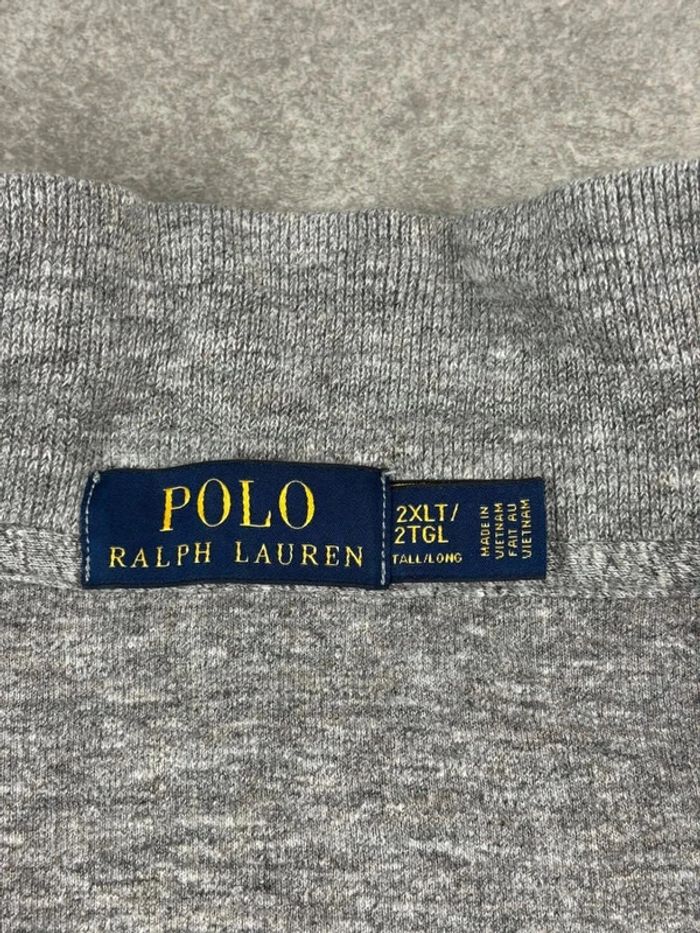 POLO
RALPH LAUREN
2XLT/
2TGL
TALL/LONG
MADE IN
VIETNAM
FAIT AU
VIETNAM